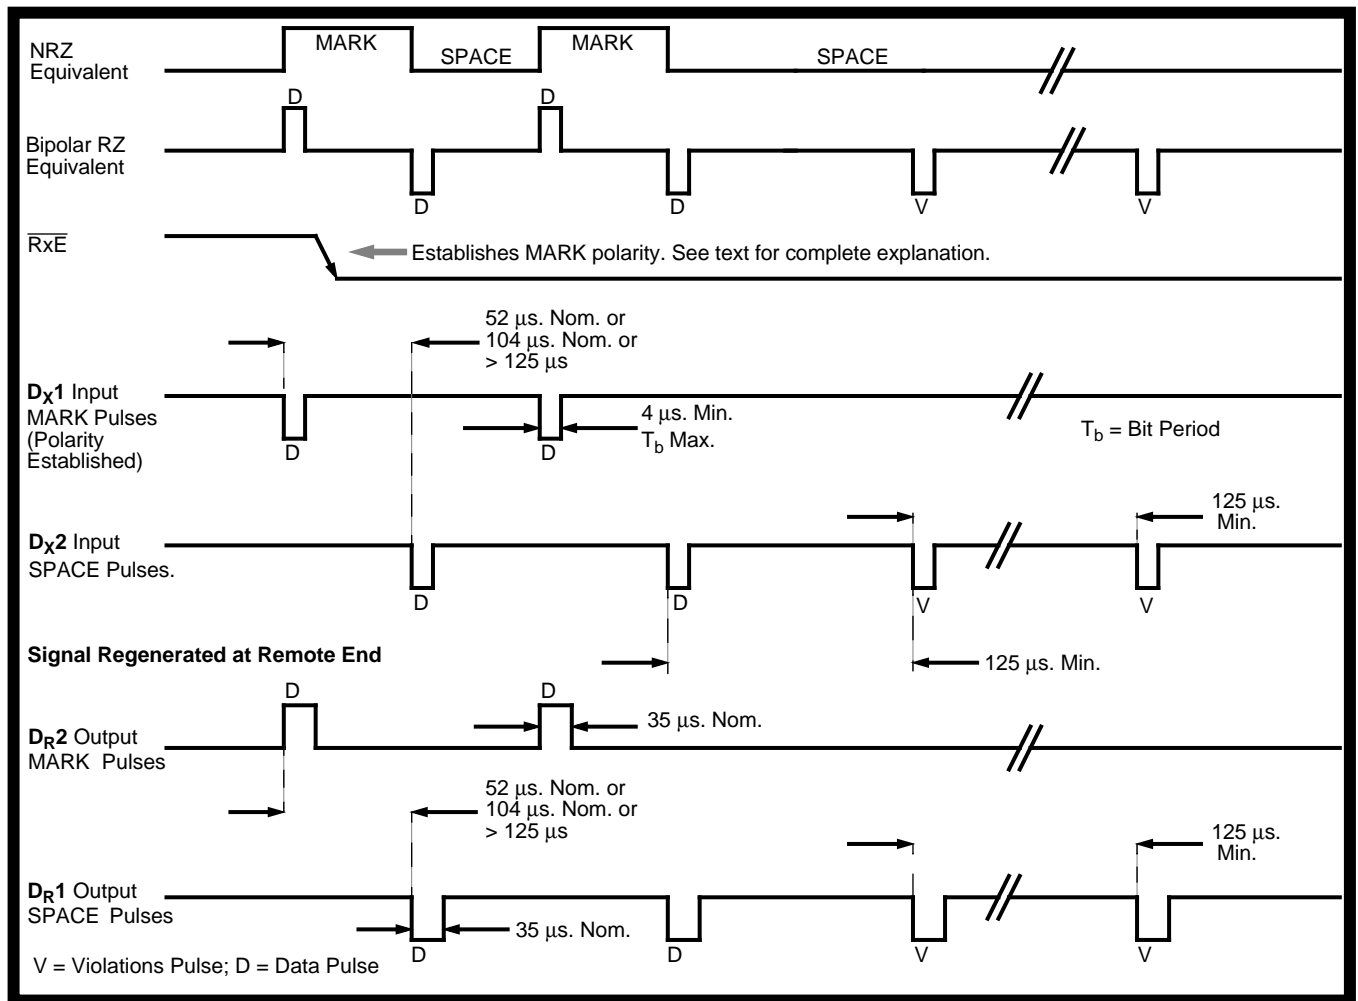 NRZ
Equivalent
MARK
SPACE
MARK
SPACE
D
D
Bipolar RZ
Equivalent
D
D
V
V
RxE
Establishes MARK polarity. See text for complete explanation.
52 μs. Nom. or
104 μs. Nom. or
> 125 μs
DX1 Input
MARK Pulses
(Polarity
Established)
D
D
4 μs. Min.
Tb Max.
Tb = Bit Period
125 μs.
Min.
DX2 Input
SPACE Pulses.
D
D
V
V
Signal Regenerated at Remote End
125 μs. Min.
D
D
35 μs. Nom.
DR2 Output
MARK Pulses
52 μs. Nom. or
104 μs. Nom. or
> 125 μs
125 μs.
Min.
DR1 Output
SPACE Pulses
35 μs. Nom.
D
D
V
V
V = Violations Pulse; D = Data Pulse